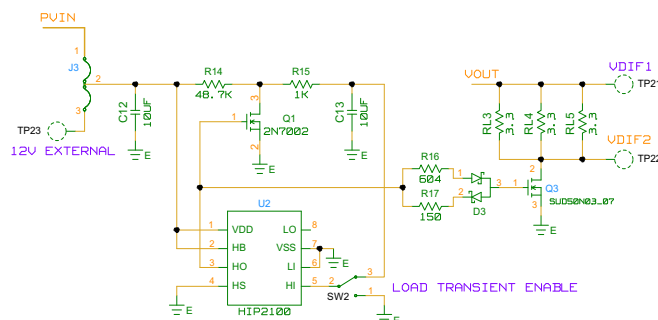 PVIN
VDIF1
1
J3
2
R14
R15
VOUT
TP21
48.7K
1K
C12
10UF
3
C13
10UF
RL3
3.3
RL4
3.3
RL5
3.3
3
Q1
1
2N7002
2
TP23
12V EXTERNAL
E
E
E
VDIF2
TP22
R16
604
1
2
R17
150
2
D3
3
1
Q3
SUD50N03_07
3
E
U2
1
VDD
LO
8
2
HB
VSS
7
3
HO
LI
6
4
HS
HI
5
E
E
HIP2100
2
3
SW2
1
LOAD TRANSIENT ENABLE
E